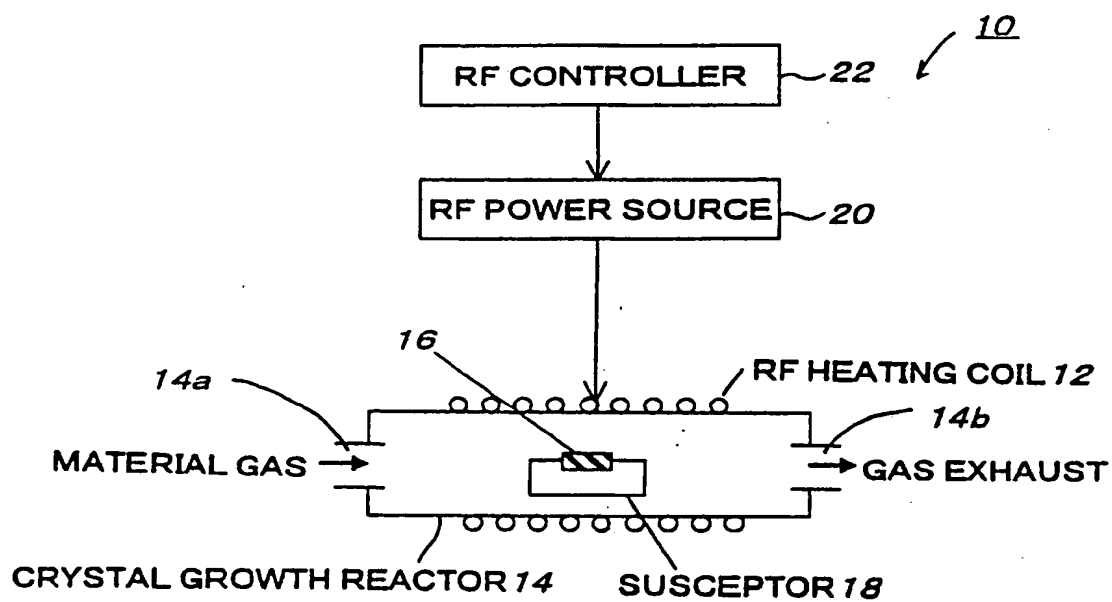 10
RF CONTROLLER
22
RF POWER SOURCE
20
16
RF HEATING COIL 12
14a
14b
MATERIAL GAS
GAS EXHAUST
CRYSTAL GROWTH REACTOR 14
SUSCEPTOR 18